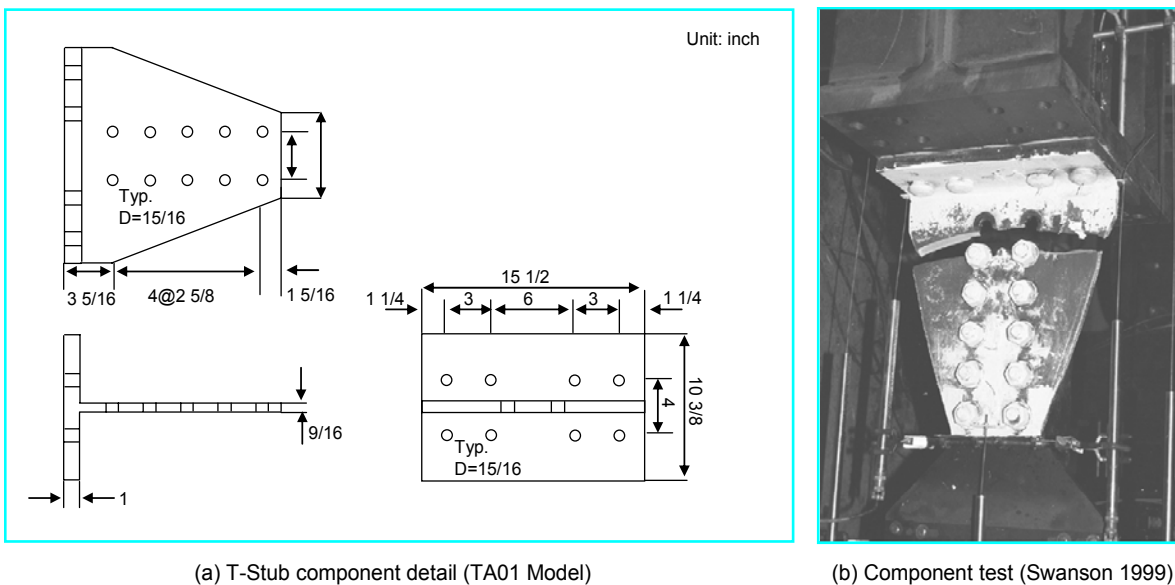 Unit: inch
Typ.
D=15/16
3 5/16
4@2 5/8
1 5/16
9/16
1
15 1/2
1 1/4
3
6
3
1 1/4
4
10 3/8
Typ.
D=15/16
(a) T-Stub component detail (TA01 Model)
(b) Component test (Swanson 1999)